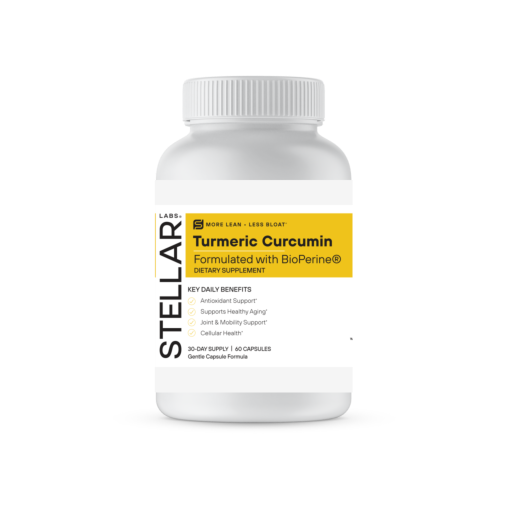 STELLAR
LABS.
MORE LEAN • LESS BLOAT
Turmeric Curcumin
Formulated with BioPerine®
DIETARY SUPPLEMENT
KEY DAILY BENEFITS
Antioxidant Support*
Supports Healthy Aging*
Joint & Mobility Support*
Cellular Health*
30-DAY SUPPLY | 60 CAPSULES
Gentle Capsule Formula